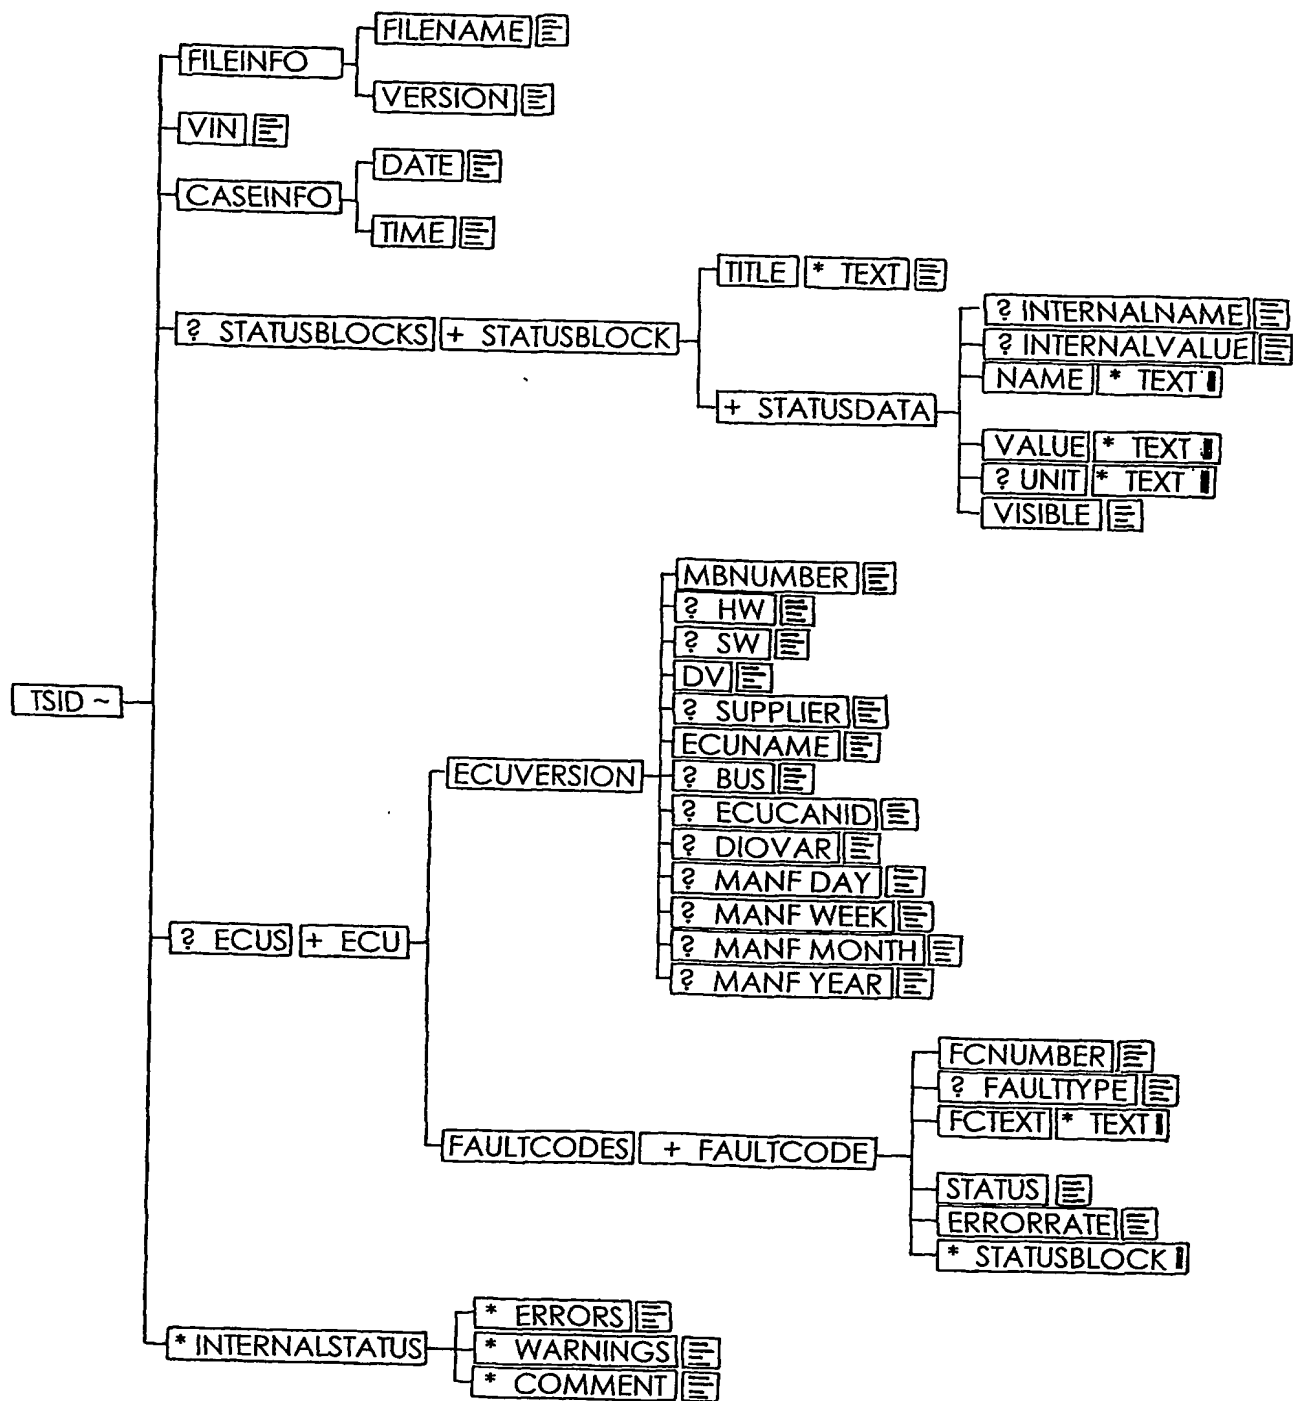 FILENAME
FILEINFO
VERSION
VIN
DATE
CASEINFO
TIME
TITLE * TEXT
? INTERNALNAME
? STATUSBLOCKS + STATUSBLOCK
? INTERNALVALUE
NAME * TEXT
+ STATUSDATA
VALUE * TEXT
? UNIT * TEXT
VISIBLE
MBNUMBER
? HW
? SW
DV
TSID ~
? SUPPLIER
ECUNAME
ECUVERSION
? BUS
? ECUCANID
? DIOVAR
? MANF DAY
? MANF WEEK
? ECUS + ECU
? MANF MONTH
? MANF YEAR
FCNUMBER
? FAULTTYPE
FCTEXT * TEXT
FAULTCODES + FAULTCODE
STATUS
ERRORRATE
* STATUSBLOCK
* ERRORS
* INTERNALSTATUS
* WARNINGS
* COMMENT